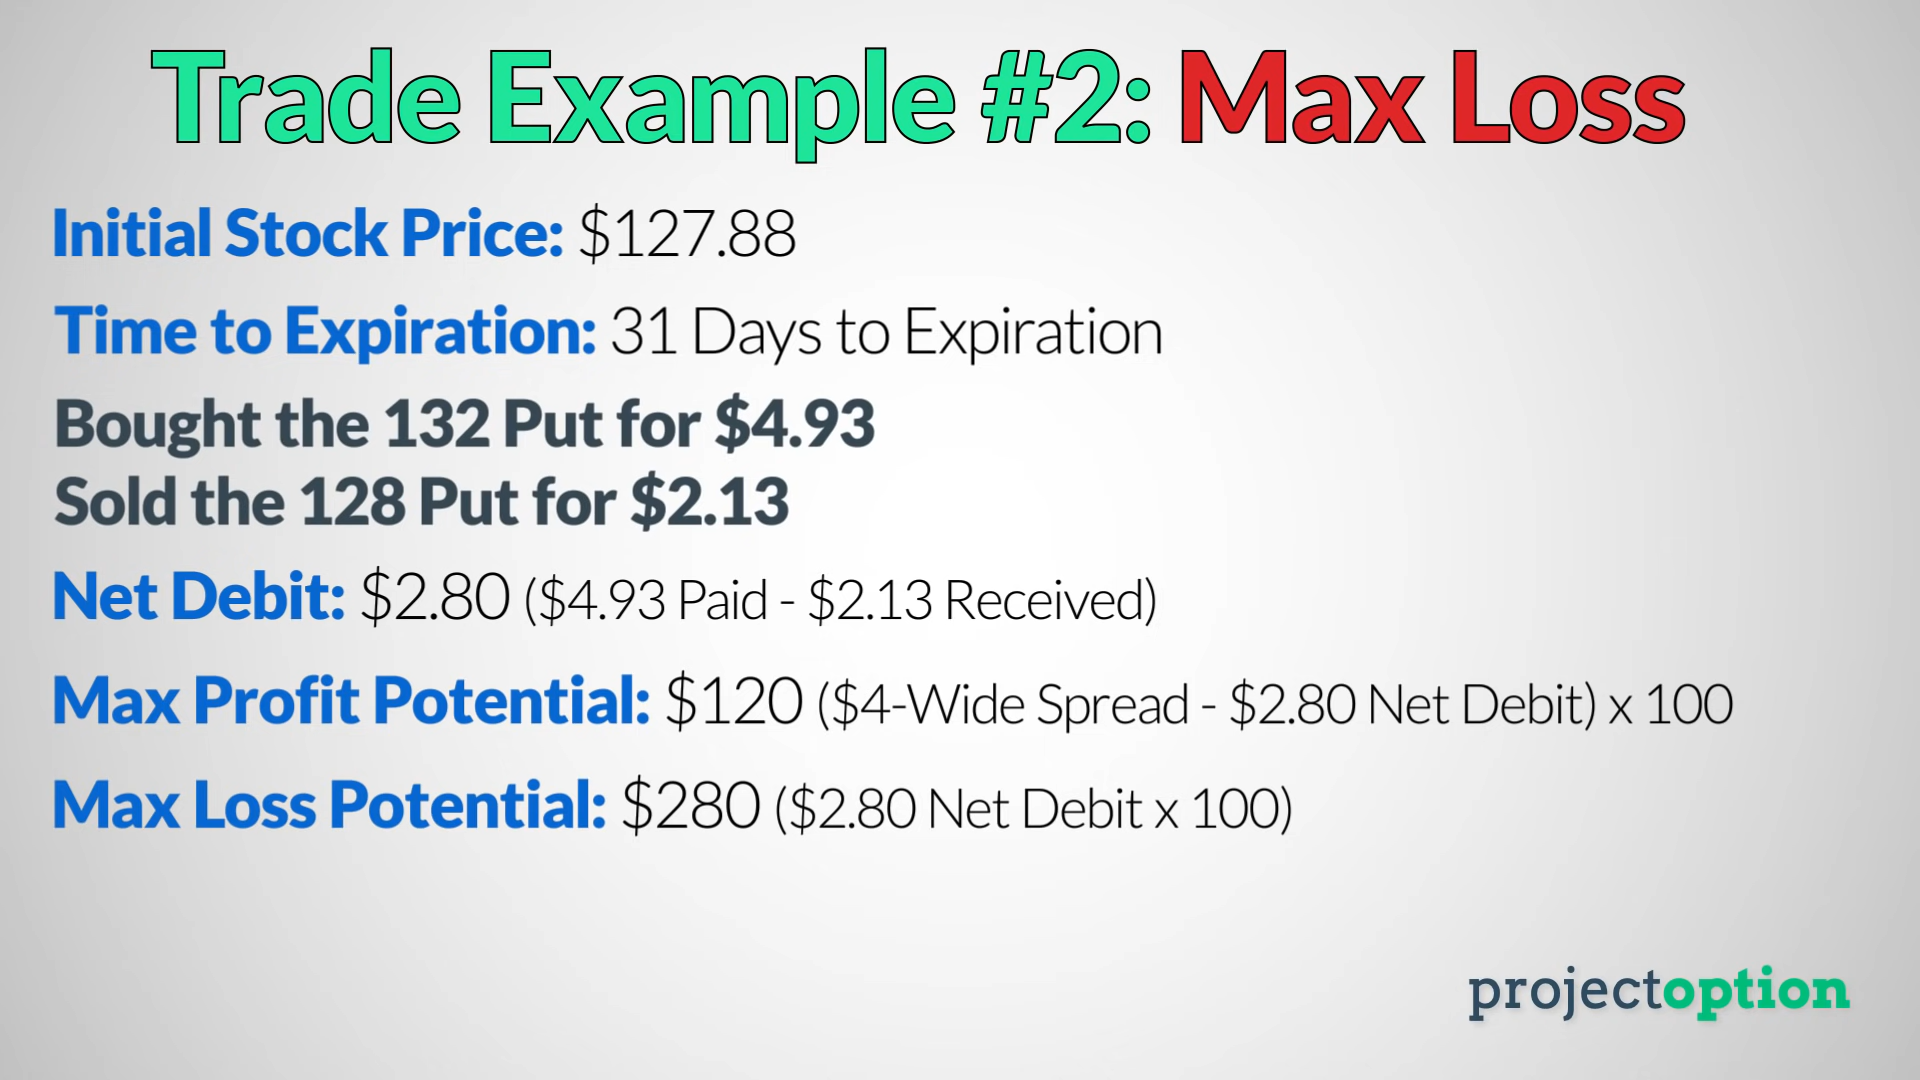 Trade Example #2: Max Loss
Initial Stock Price: $127.88
Time to Expiration: 31 Days to Expiration
Bought the 132 Put for $4.93
Sold the 128 Put for $2.13
Net Debit: $2.80 ($4.93 Paid - $2.13 Received)
Max Profit Potential: $120 ($4-Wide Spread - $2.80 Net Debit) x 100
Max Loss Potential: $280 ($2.80 Net Debit x 100)
projectoption